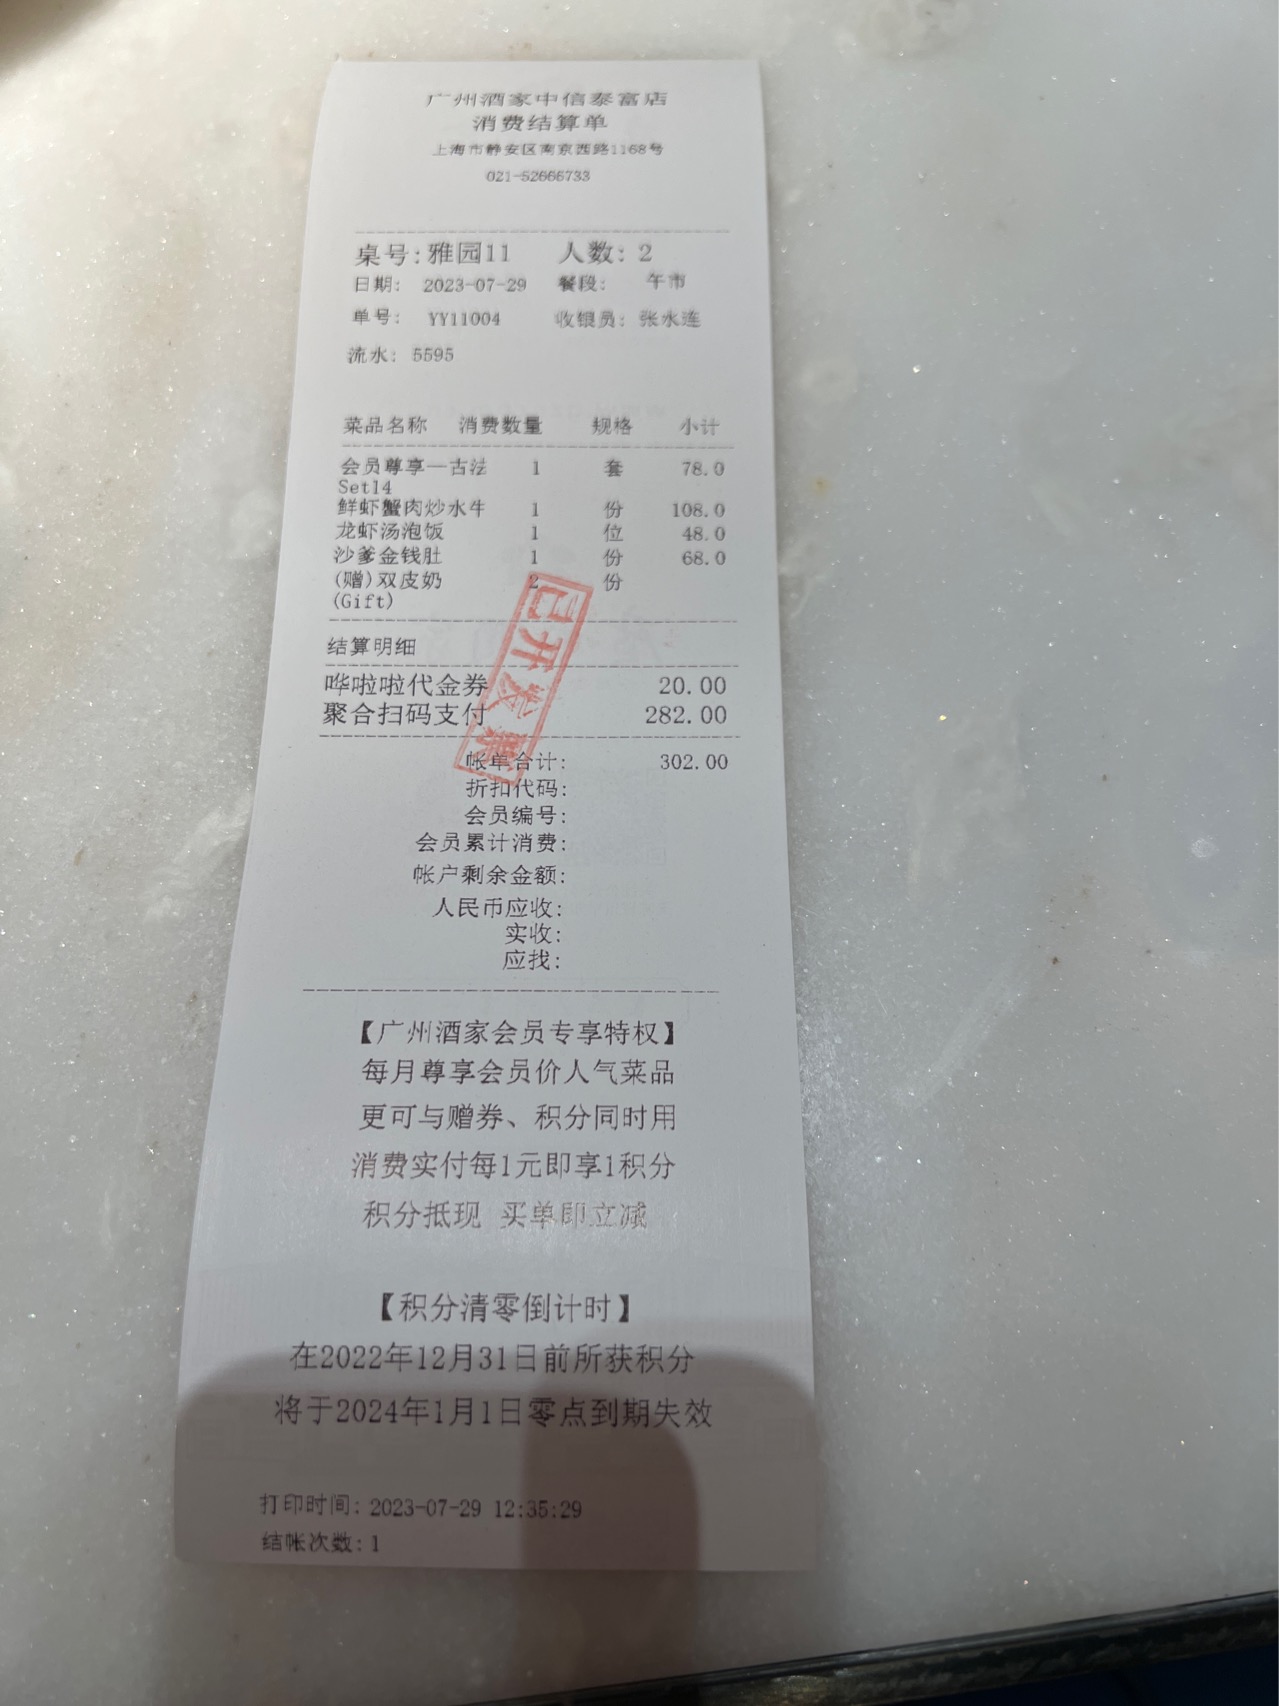 广州酒家中信泰富店
消费结算单
上海市静安区南京西路1168号
021-52666733
桌号:雅园11 人数: 2
日期: 2023-07-29 餐段: 午市
单号: YY11004 收银员: 张水连
流水: 5595
菜品名称 消费数量 规格 小计
会员尊享—古法 1 套 78.0
Set14
鲜虾蟹肉炒水牛 1 份 108.0
龙虾汤泡饭 1 位 48.0
沙爹金钱肚 1 份 68.0
(赠)双皮奶 2 份
(Gift)
已开发票
结算明细
哗啦啦代金券 20.00
聚合扫码支付 282.00
帐单合计: 302.00
折扣代码:
会员编号:
会员累计消费:
帐户剩余金额:
人民币应收:
实收:
应找:
【广州酒家会员专享特权】
每月尊享会员价人气菜品
更可与赠券、积分同时用
消费实付每1元即享1积分
积分抵现 买单即立减
【积分清零倒计时】
在2022年12月31日前所获积分
将于2024年1月1日零点到期失效
打印时间: 2023-07-29 12:35:29
结帐次数: 1